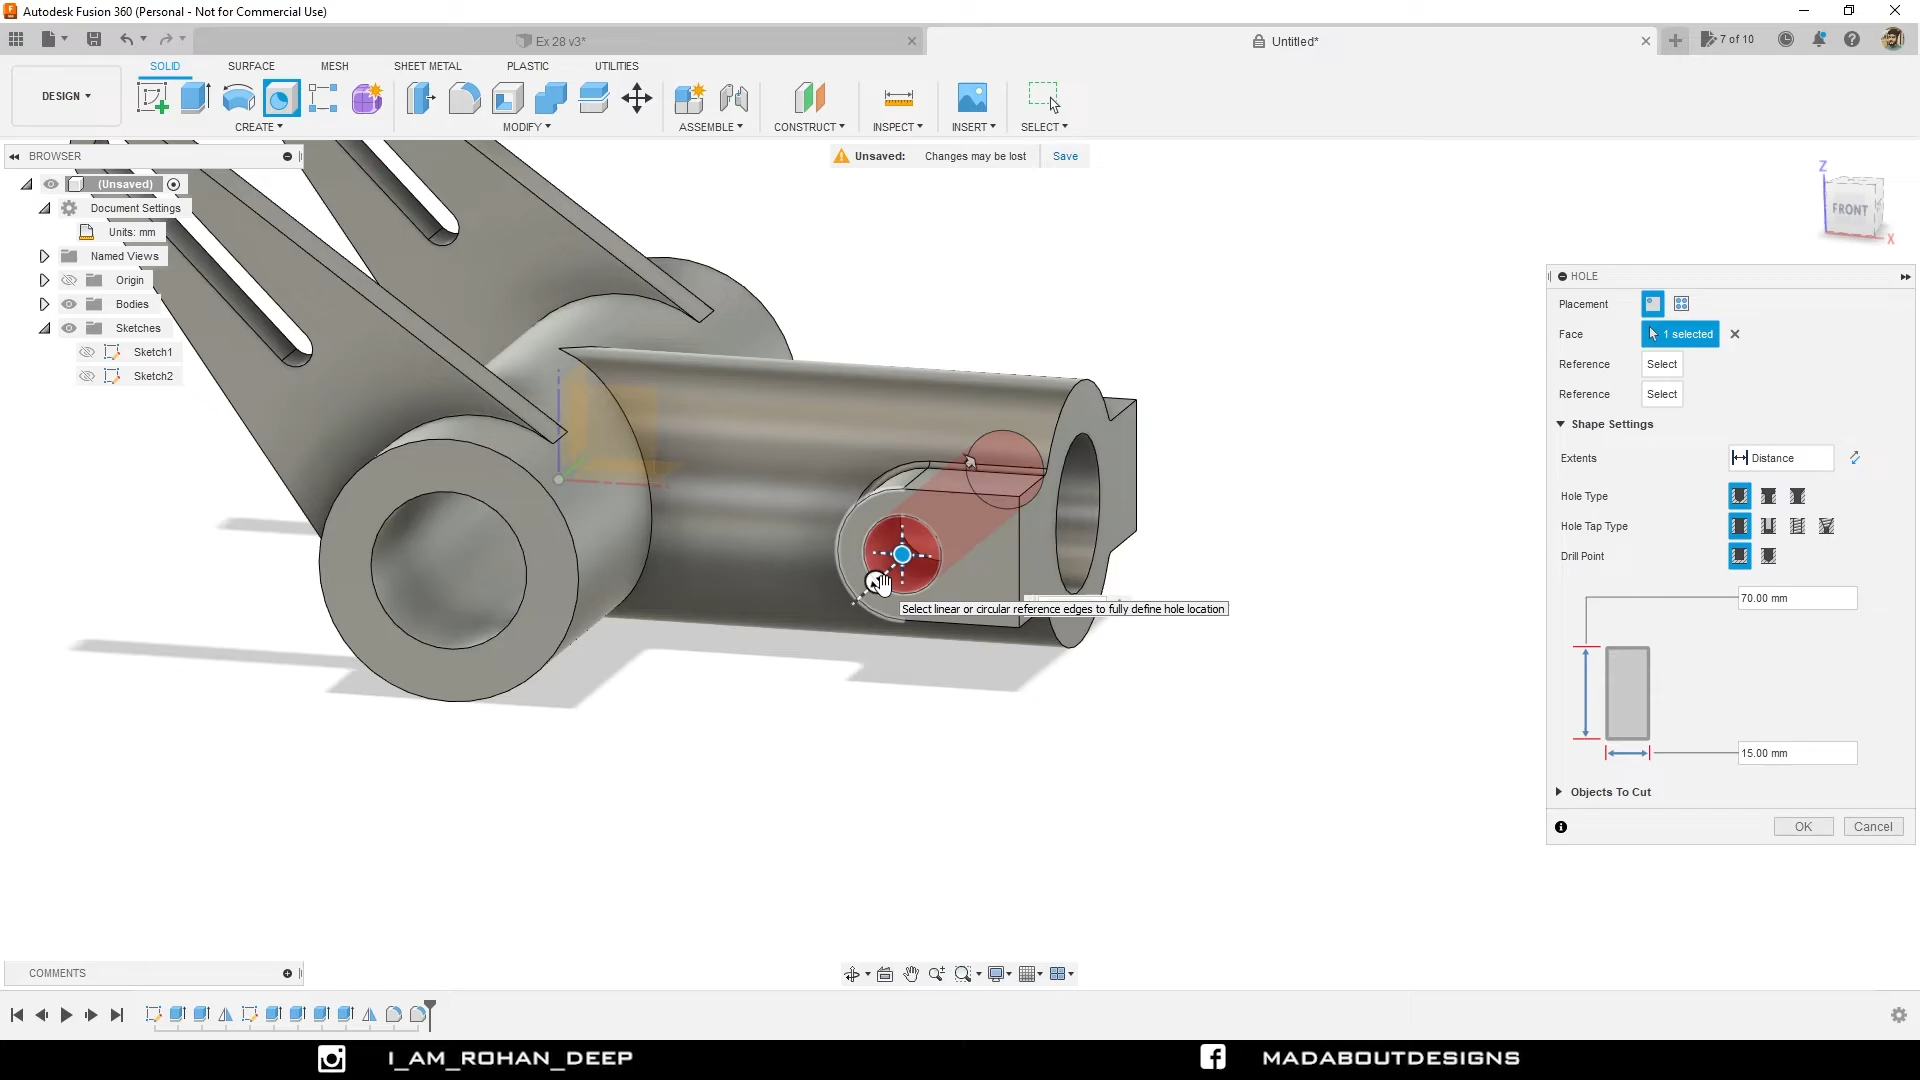 Autodesk Fusion 360 (Personal - Not for Commercial Use)
Ex 28 v3*
Untitled*
7 of 10
SOLID
SURFACE
MESH
SHEET METAL
PLASTIC
UTILITIES
DESIGN
CREATE
MODIFY
ASSEMBLE
CONSTRUCT
INSPECT
INSERT
SELECT
BROWSER
Unsaved: Changes may be lost Save
(Unsaved)
Document Settings
Units: mm
Named Views
Origin
Bodies
Sketches
Sketch1
Sketch2
Z
FRONT
X
HOLE
Placement
Face 1 selected
Reference Select
Reference Select
Shape Settings
Extents Distance
Hole Type
Hole Tap Type
Drill Point
70.00 mm
15.00 mm
Objects To Cut
OK Cancel
Select linear or circular reference edges to fully define hole location
COMMENTS
I_AM_ROHAN_DEEP
MADABOUTDESIGNS